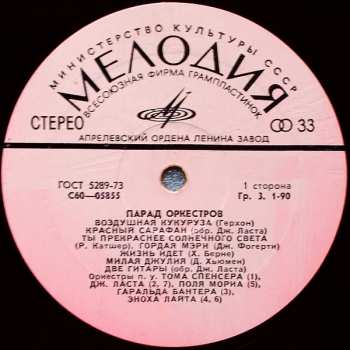 МИНИСТЕРСТВО КУЛЬТУРЫ СССР
МЕЛОДИЯ
ВСЕСОЮЗНАЯ ФИРМА ГРАМПЛАСТИНОК
СТЕРЕО
33
АПРЕЛЕВСКИЙ ОРДЕНА ЛЕНИНА ЗАВОД
ГОСТ 5289-73
1 сторона
С60—05855
Гр. 3. 1-90
ПАРАД ОРКЕСТРОВ
ВОЗДУШНАЯ КУКУРУЗА (Герхон)
КРАСНЫЙ САРАФАН (обр. Дж. Ласта)
ТЫ ПРЕКРАСНЕЕ СОЛНЕЧНОГО СВЕТА
(Р. Катшер). ГОРДАЯ МЭРИ (Дж. Фогерти)
ЖИЗНЬ ИДЕТ (Х. Берне)
МИЛАЯ ДЖУЛИЯ (Д. Хьюмен)
ДВЕ ГИТАРЫ (обр. Дж. Ласта)
Оркестры п. у. ТОМА СПЕНСЕРА (1),
ДЖ. ЛАСТА (2, 7), ПОЛЯ МОРИА (5),
ГАРАЛЬДА БАНТЕРА (3),
ЭНОХА ЛАЙТА (4, 6)